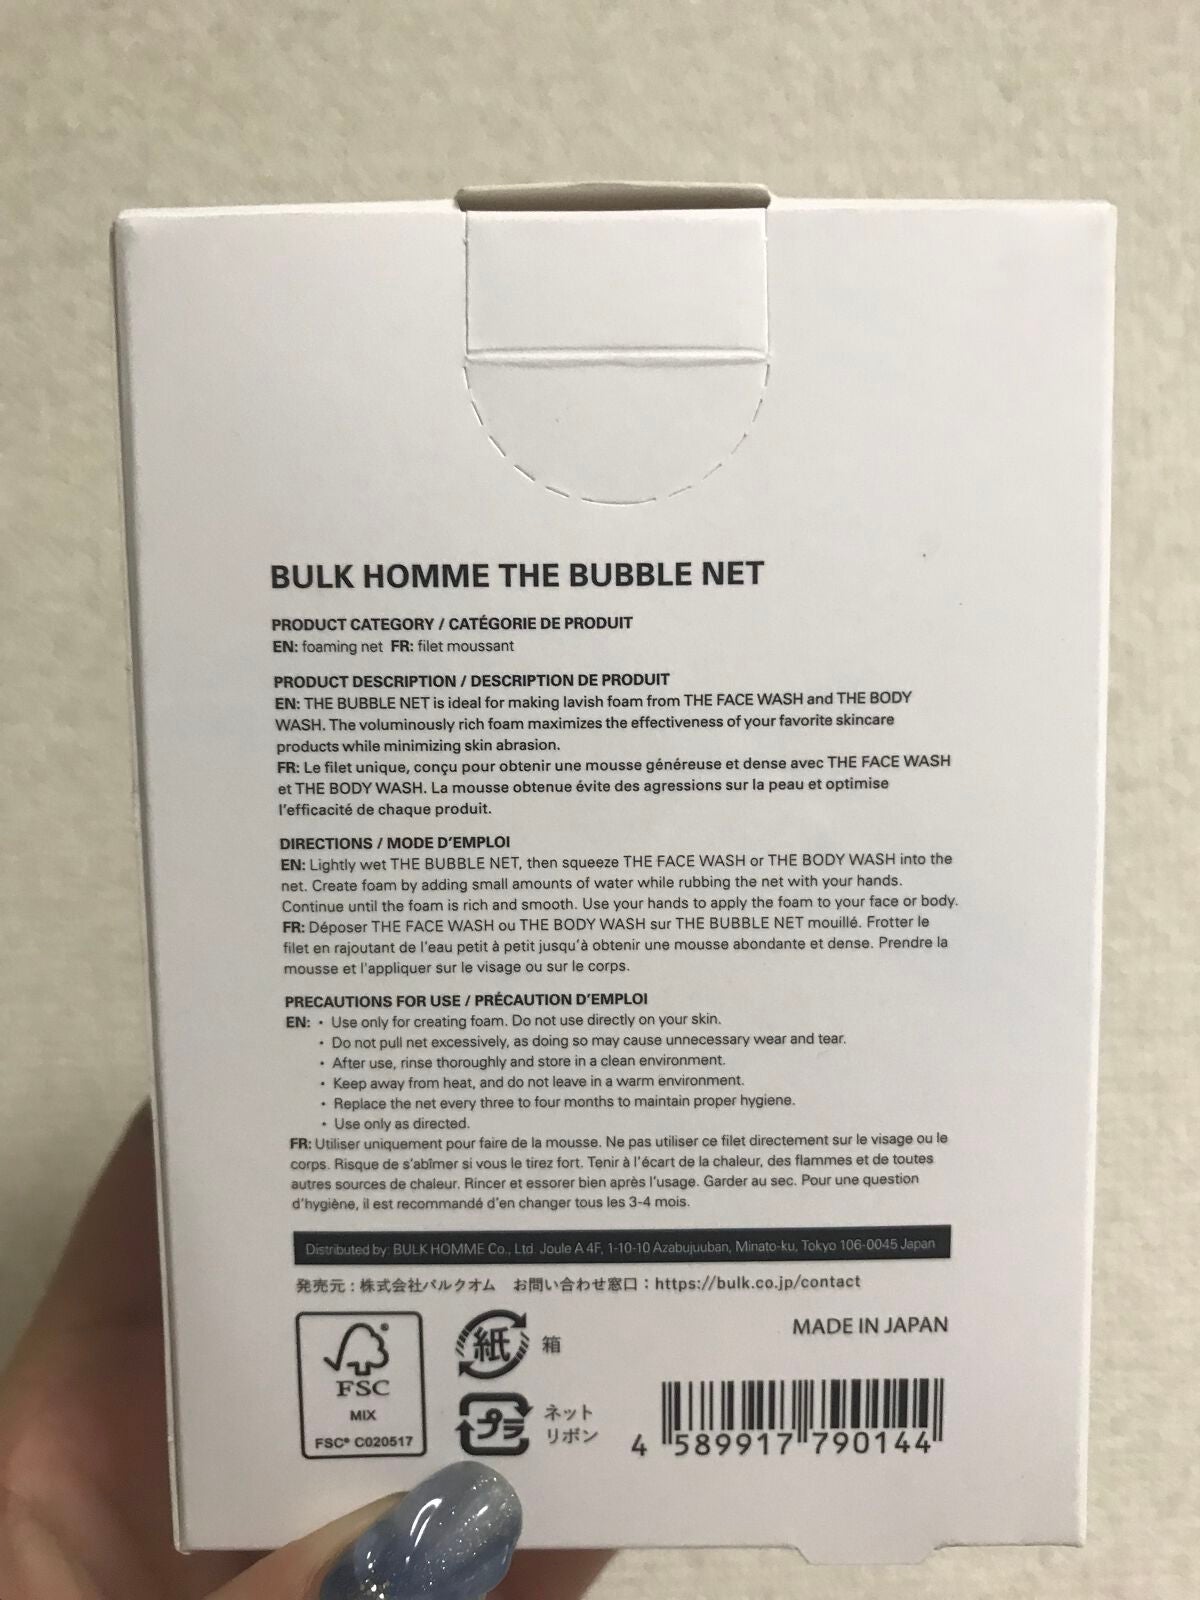 BULK HOMME THE BUBBLE NET
PRODUCT CATEGORY / CATÉGORIE DE PRODUIT
EN: foaming net FR: filet moussant
PRODUCT DESCRIPTION / DESCRIPTION DE PRODUIT
EN: THE BUBBLE NET is ideal for making lavish foam from THE FACE WASH and THE BODY
WASH. The voluminously rich foam maximizes the effectiveness of your favorite skincare
products while minimizing skin abrasion.
FR: Le filet unique, conçu pour obtenir une mousse généreuse et dense avec THE FACE WASH
et THE BODY WASH. La mousse obtenue évite des agressions sur la peau et optimise
l'efficacité de chaque produit.
DIRECTIONS / MODE D'EMPLOI
EN: Lightly wet THE BUBBLE NET, then squeeze THE FACE WASH or THE BODY WASH into the
net. Create foam by adding small amounts of water while rubbing the net with your hands.
Continue until the foam is rich and smooth. Use your hands to apply the foam to your face or body.
FR: Déposer THE FACE WASH ou THE BODY WASH sur THE BUBBLE NET mouillé. Frotter le
filet en rajoutant de l'eau petit à petit jusqu'à obtenir une mousse abondante et dense. Prendre la
mousse et l'appliquer sur le visage ou sur le corps.
PRECAUTIONS FOR USE / PRÉCAUTION D'EMPLOI
EN: • Use only for creating foam. Do not use directly on your skin.
• Do not pull net excessively, as doing so may cause unnecessary wear and tear.
• After use, rinse thoroughly and store in a clean environment.
• Keep away from heat, and do not leave in a warm environment.
• Replace the net every three to four months to maintain proper hygiene.
• Use only as directed.
FR: Utiliser uniquement pour faire de la mousse. Ne pas utiliser ce filet directement sur le visage ou le
corps. Risque de s'abîmer si vous le tirez fort. Tenir à l'écart de la chaleur, des flammes et de toutes
autres sources de chaleur. Rincer et essorer bien après l'usage. Garder au sec. Pour une question
d'hygiène, il est recommandé d'en changer tous les 3-4 mois.
Distributed by: BULK HOMME Co., Ltd. Joule A 4F, 1-10-10 Azabujuuban, Minato-ku, Tokyo 106-0045 Japan
発売元：株式会社バルクオム お問い合わせ窓口：https://bulk.co.jp/contact
FSC®
MIX
FSC® C020517
紙 箱
プラ ネット
リボン
MADE IN JAPAN
4 589917 790144